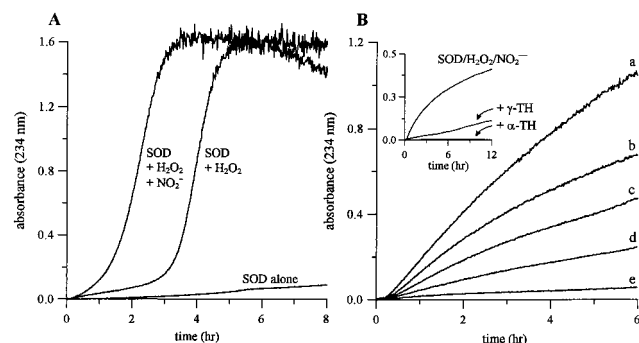 A
1.6
1.2
0.8
0.4
0.0
absorbance (234 nm)
SOD
+ H₂O₂
+ NO₂⁻
SOD
+ H₂O₂
SOD alone
0
2
4
6
8
time (hr)
B
1.2
0.8
0.4
0.0
absorbance (234 nm)
SOD/H₂O₂/NO₂⁻
0.5
0.3
0.0
+ γ-TH
+ α-TH
0
6
12
time (hr)
a
b
c
d
e
0
2
4
6
time (hr)